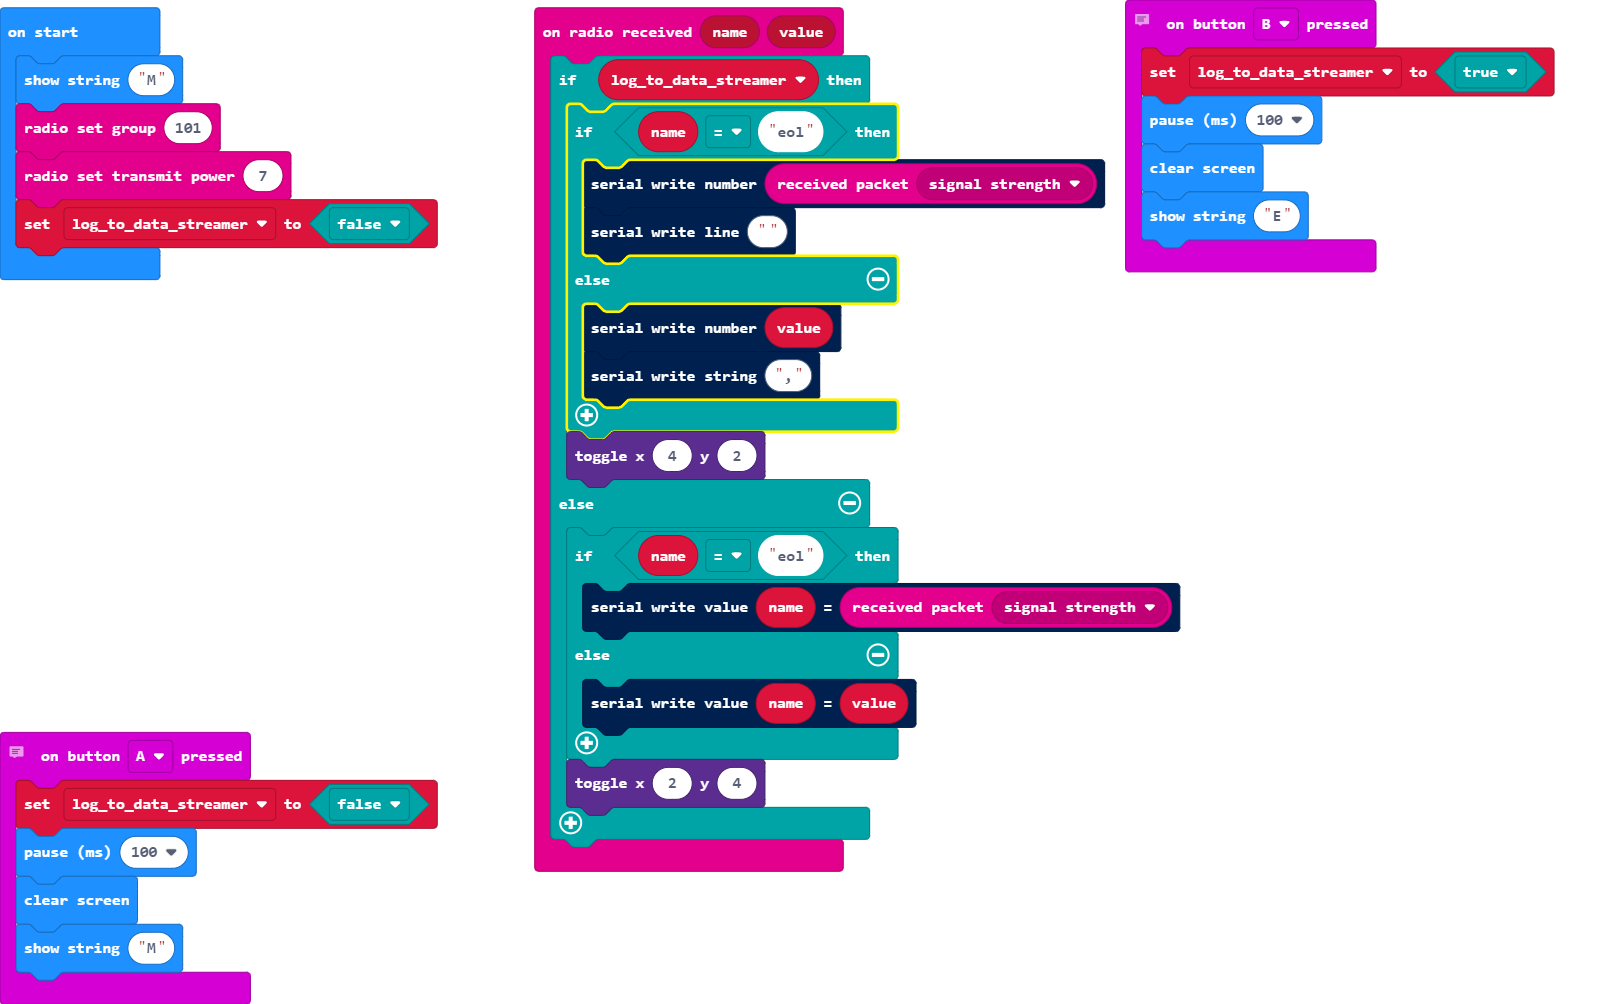 on start
show string "M"
radio set group 101
radio set transmit power 7
set log_to_data_streamer to false
on radio received name value
if log_to_data_streamer then
if name = "eol" then
serial write number received packet signal strength
serial write line " "
else
serial write number value
serial write string ","
toggle x 4 y 2
else
if name = "eol" then
serial write value name = received packet signal strength
else
serial write value name = value
toggle x 2 y 4
on button B pressed
set log_to_data_streamer to true
pause (ms) 100
clear screen
show string "E"
on button A pressed
set log_to_data_streamer to false
pause (ms) 100
clear screen
show string "M"